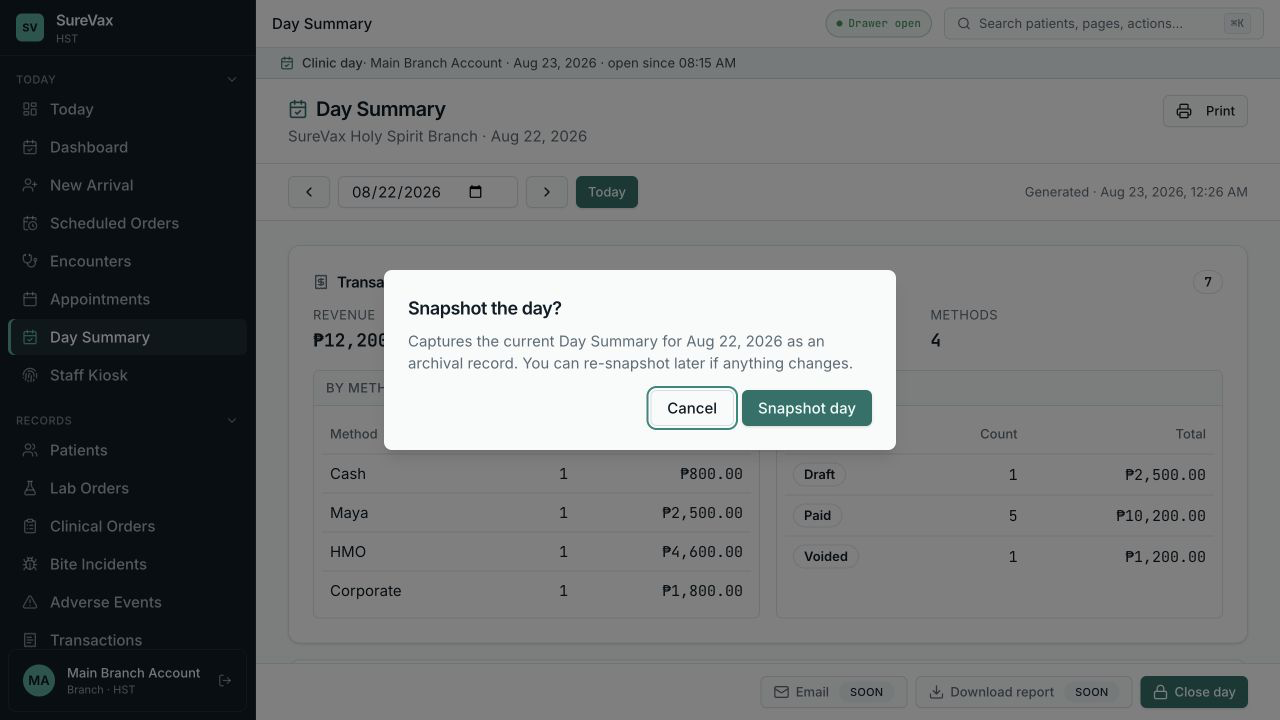 SV
SureVax
HST
TODAY
Today
Dashboard
New Arrival
Scheduled Orders
Encounters
Appointments
Day Summary
Staff Kiosk
RECORDS
Patients
Lab Orders
Clinical Orders
Bite Incidents
Adverse Events
Transactions
MA
Main Branch Account
Branch · HST
Day Summary
Drawer open
Search patients, pages, actions...
⌘K
Clinic day· Main Branch Account · Aug 23, 2026 · open since 08:15 AM
Day Summary
SureVax Holy Spirit Branch · Aug 22, 2026
Print
08/22/2026
Today
Generated · Aug 23, 2026, 12:26 AM
7
REVENUE
METHODS
4
Snapshot the day?
Captures the current Day Summary for Aug 22, 2026 as an
archival record. You can re-snapshot later if anything changes.
Cancel
Snapshot day
Method
Cash 1 ₱800.00
Maya 1 ₱2,500.00
HMO 1 ₱4,600.00
Corporate 1 ₱1,800.00
Count Total
Draft 1 ₱2,500.00
Paid 5 ₱10,200.00
Voided 1 ₱1,200.00
Email SOON
Download report SOON
Close day